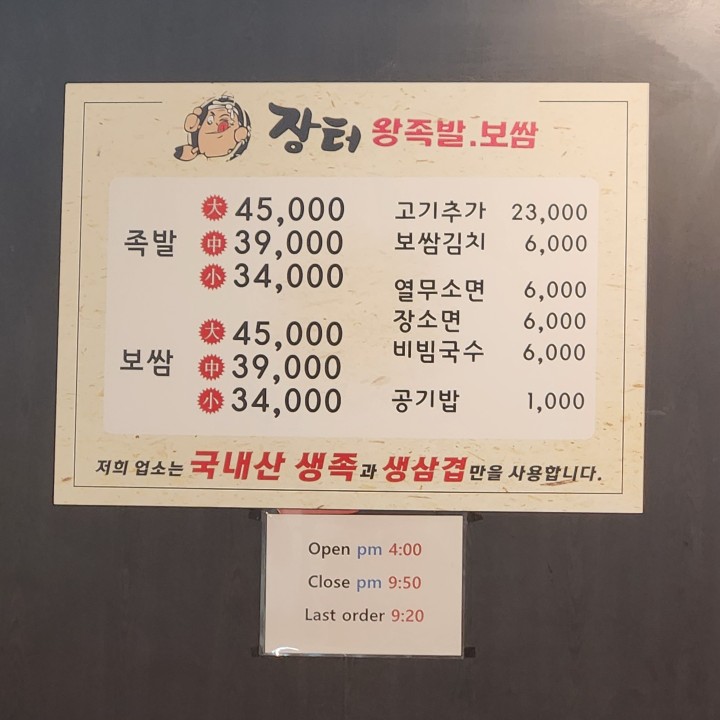 장터 왕족발.보쌈
족발
大 45,000
中 39,000
小 34,000
보쌈
大 45,000
中 39,000
小 34,000
고기추가 23,000
보쌈김치 6,000
열무소면 6,000
장소면 6,000
비빔국수 6,000
공기밥 1,000
저희 업소는 국내산 생족과 생삼겹만을 사용합니다.
Open pm 4:00
Close pm 9:50
Last order 9:20